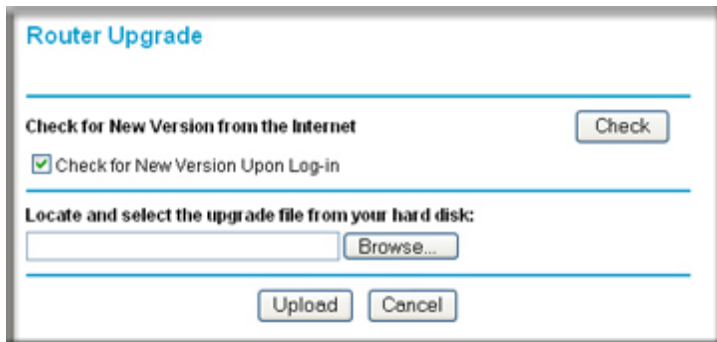 Router Upgrade
Check for New Version from the Internet
Check
Check for New Version Upon Log-in
Locate and select the upgrade file from your hard disk:
Browse...
Upload
Cancel